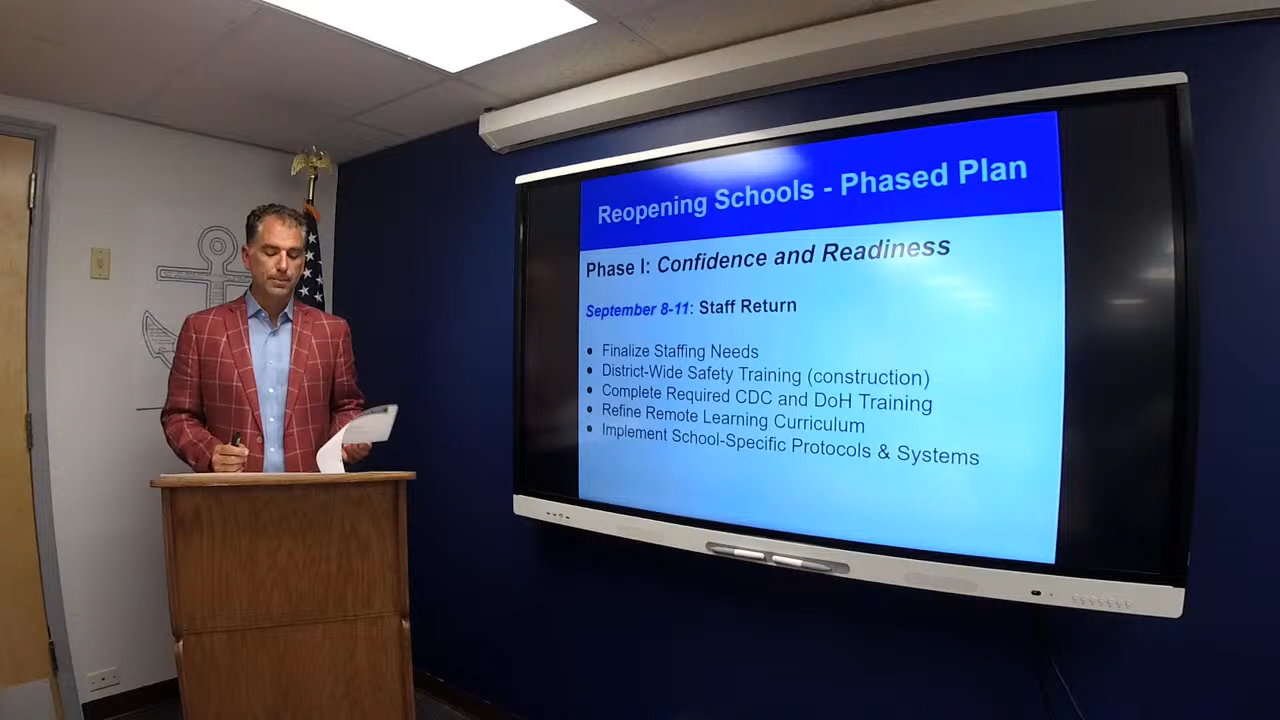 Reopening Schools - Phased Plan
Phase I: Confidence and Readiness
September 8-11: Staff Return
• Finalize Staffing Needs
• District-Wide Safety Training (construction)
• Complete Required CDC and DoH Training
• Refine Remote Learning Curriculum
• Implement School-Specific Protocols & Systems